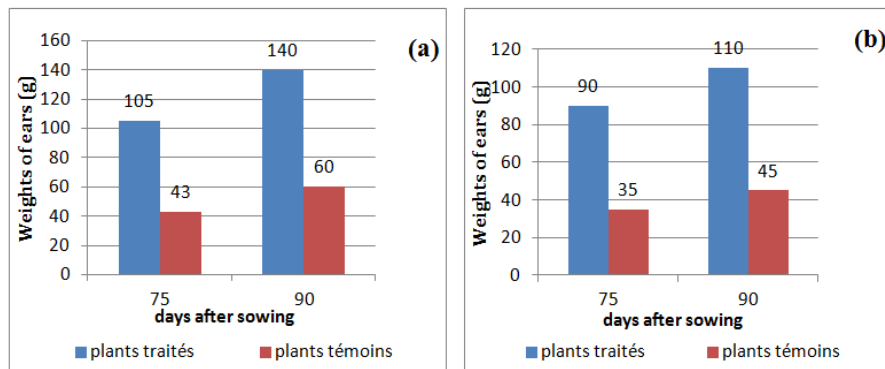 (a)
Weights of ears (g)
160
140
120
100
80
60
40
20
0
105
43
140
60
75
90
days after sowing
plants traités
plants témoins
(b)
Weights of ears (g)
120
100
80
60
40
20
0
90
35
110
45
75
90
days after sowing
plants traités
plants témoins